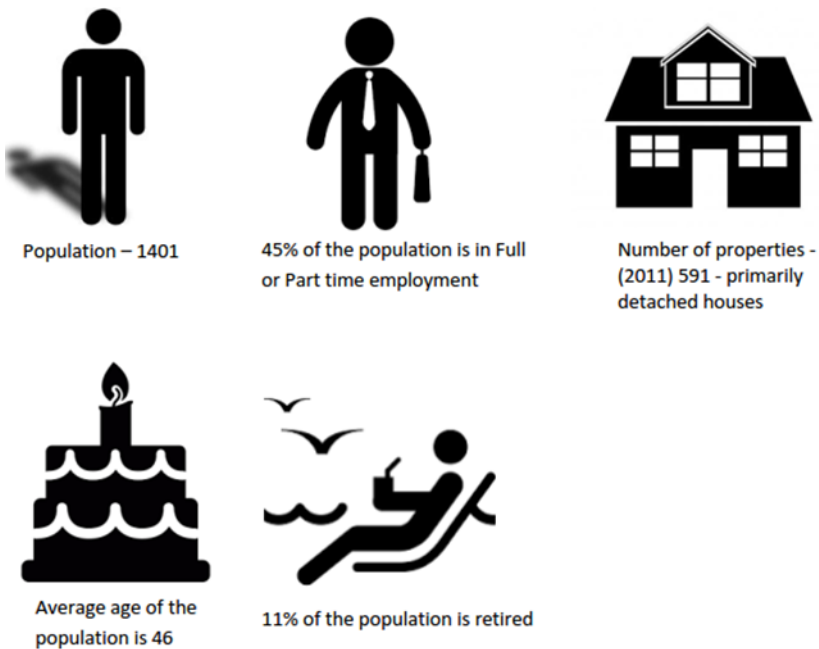 Population – 1401
45% of the population is in Full
or Part time employment
Number of properties -
(2011) 591 - primarily
detached houses
Average age of the
population is 46
11% of the population is retired